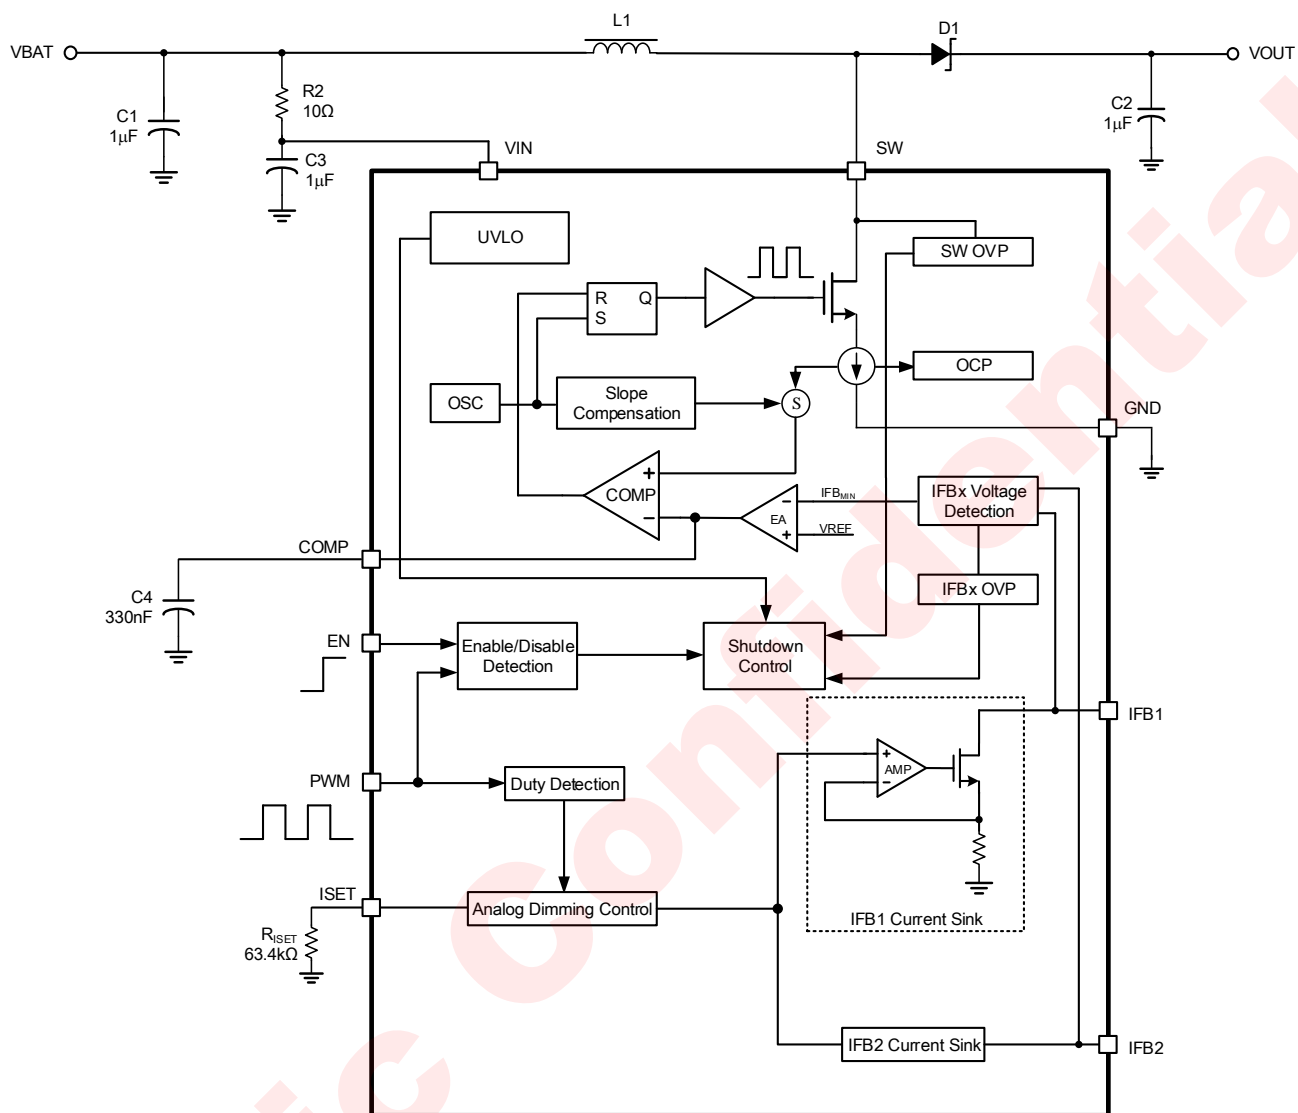 L1
D1
VBAT
VOUT
R2
10Ω
C1
1μF
C2
1μF
C3
1μF
VIN
SW
UVLO
SW OVP
R
Q
S
OCP
OSC
Slope
Compensation
S
GND
+
COMP
−
−
EA
+
IFBMIN
VREF
IFBx Voltage
Detection
COMP
IFBx OVP
C4
330nF
EN
Enable/Disable
Detection
Shutdown
Control
IFB1
+
AMP
−
PWM
Duty Detection
ISET
Analog Dimming Control
IFB1 Current Sink
RISET
63.4kΩ
IFB2 Current Sink
IFB2
ic Confidential